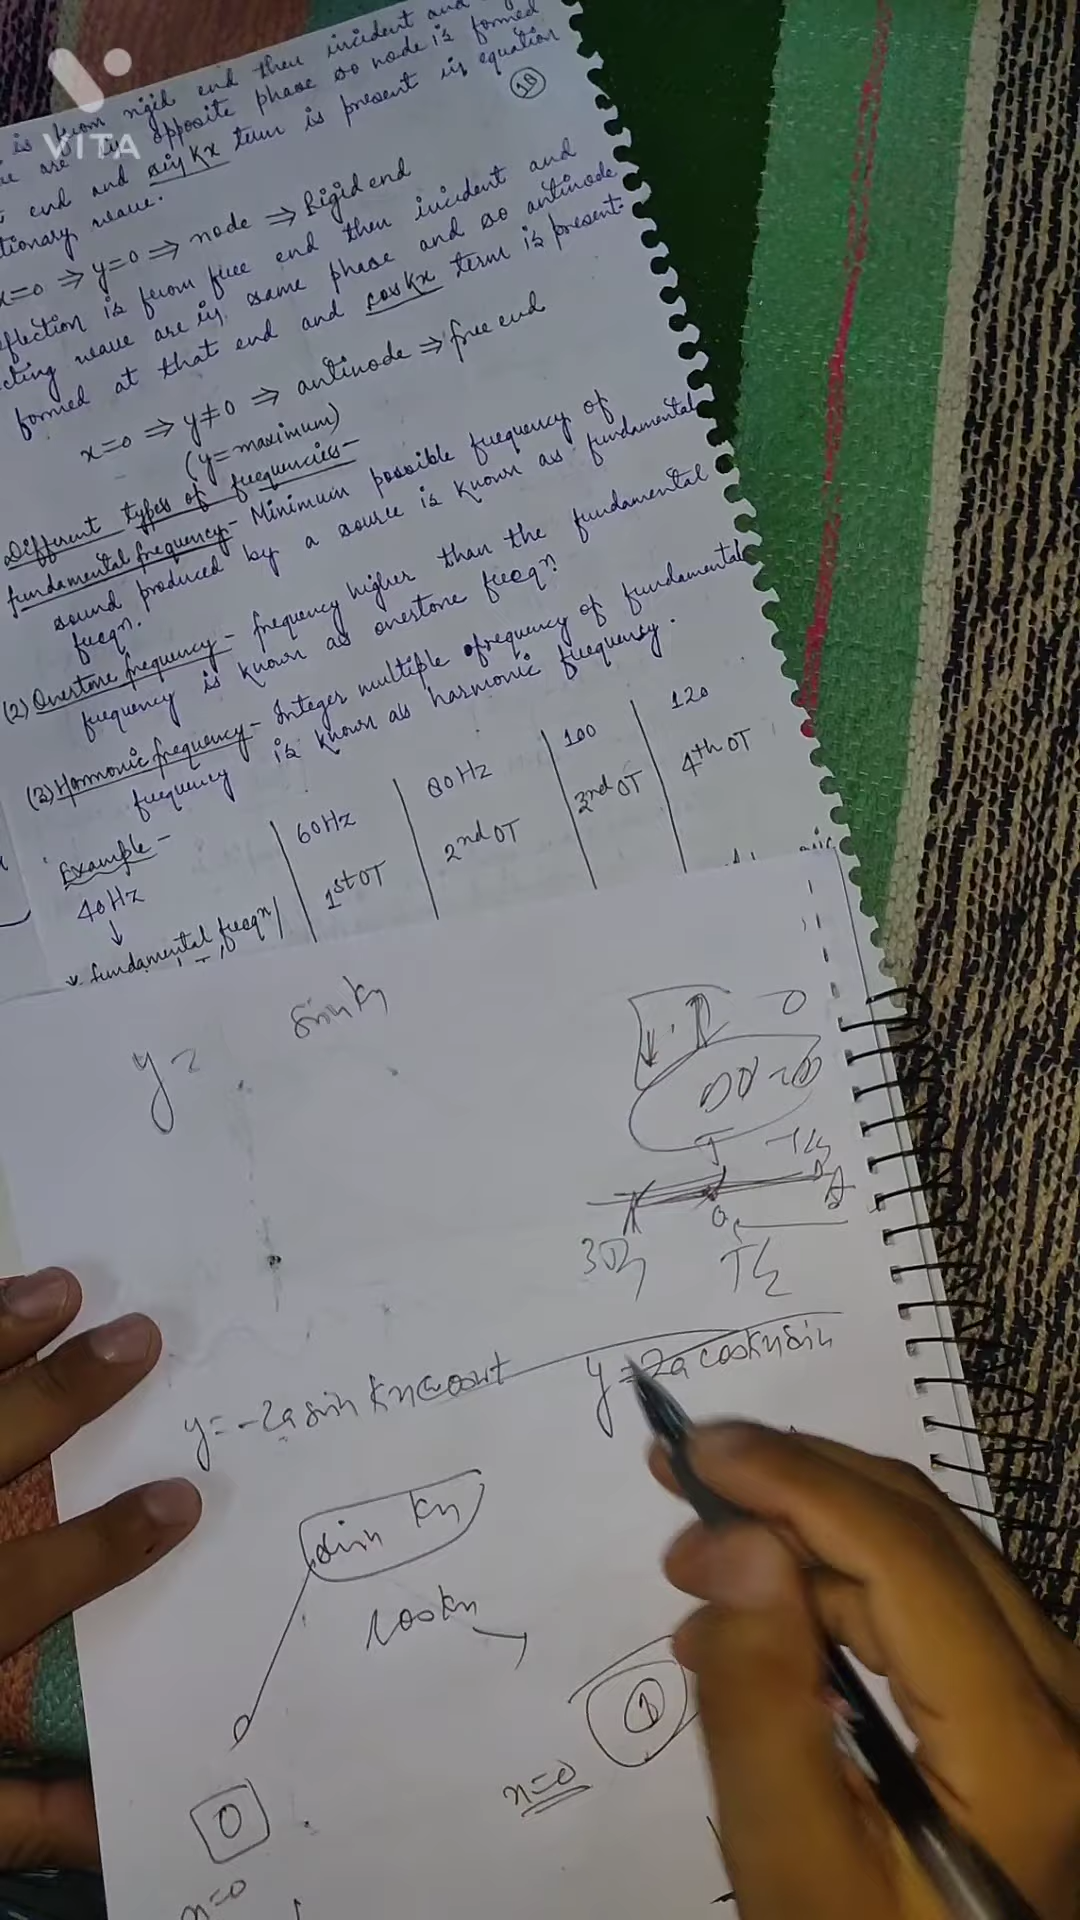 VITA
is from rigid end then incident and
are in opposite phase so node is formed
end and sin Kx term is present in equation
tionary wave.
18
x=0 ⇒ y=0 ⇒ node ⇒ Rigid end
eflection is from free end then incident and
ecting wave are in same phase and so antinode
formed at that end and cos Kx term is present.
x=0 ⇒ y≠0 ⇒ antinode ⇒ free end
(y=maximum)
Different types of frequencies-
fundamental frequency- Minimum possible frequency of
sound produced by a source is known as fundamental
freqn.
(2) Overtone frequency- frequency higher than the fundamental
frequency is known as overtone freqn.
(3) Harmonic frequency- Integer multiple of frequency of fundamental
frequency is known as harmonic frequency.
Example-
40Hz
60Hz
80Hz
100
120
↓
fundamental freqn
1st OT
2nd OT
3nd OT
4th OT
y =
sin kx
y = -2a sin kx cos ωt
y = 2a cos kx sin
sin kx
cos kx
1
x=0
0
x=0